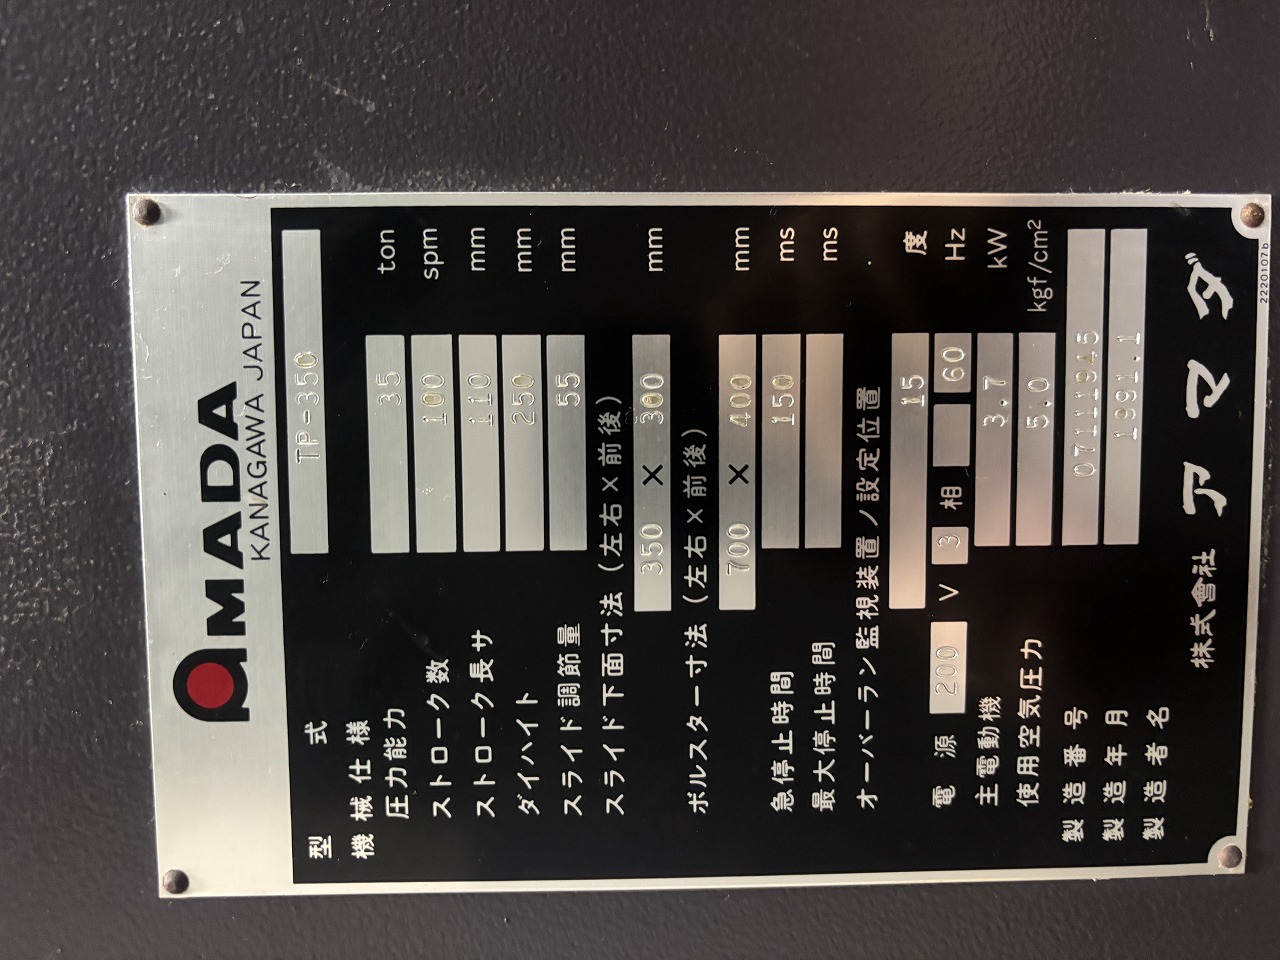 AMADA
KANAGAWA JAPAN
型式 TP-35C
機械仕様
圧力能力 35 ton
ストローク数 100 spm
ストローク長サ 110 mm
ダイハイト 250 mm
スライド調節量 55 mm
スライド下面寸法(左右×前後)
350 × 300 mm
ボルスター寸法(左右×前後)
700 × 400 mm
急停止時間 150 ms
最大停止時間 ms
オーバーラン監視装置ノ設定位置
15 度
電源 200 V 3 相 60 Hz
主電動機 3.7 kW
使用空気圧力 5.0 kgf/cm²
製造番号 07111945
製造年月 1991.1
製造者名
株式會社 アマダ
2220107b